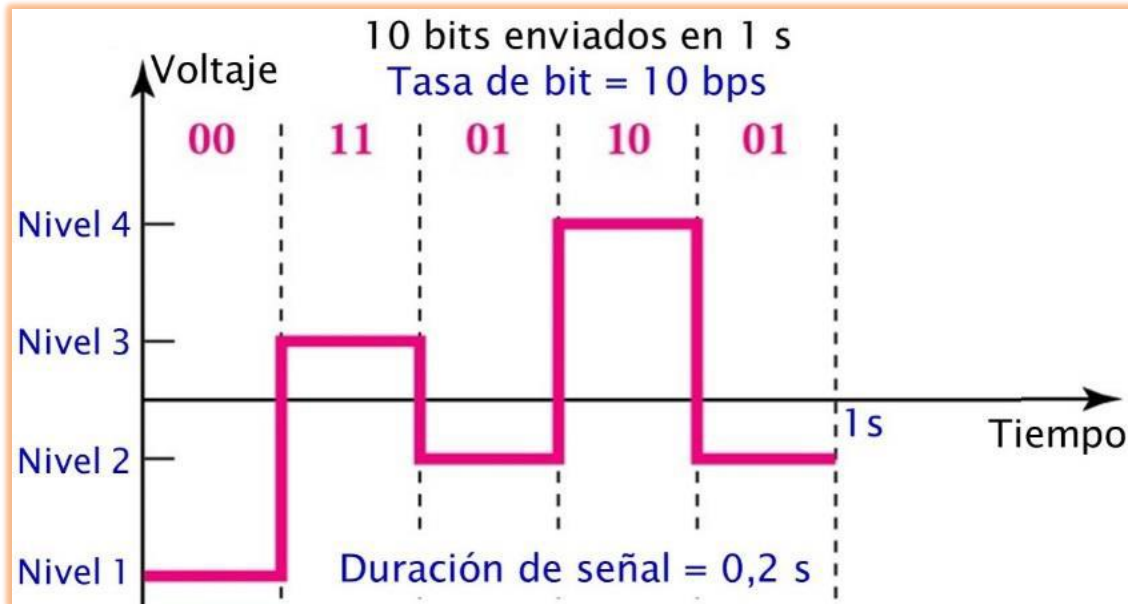 10 bits enviados en 1 s
Voltaje
Tasa de bit = 10 bps
00 11 01 10 01
Nivel 4
Nivel 3
1s
Tiempo
Nivel 2
Nivel 1
Duración de señal = 0,2 s